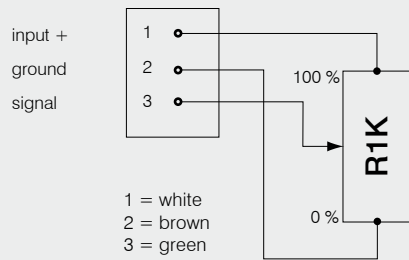 input + 1
ground 2
100 %
signal 3
R1K
1 = white
0 %
2 = brown
3 = green